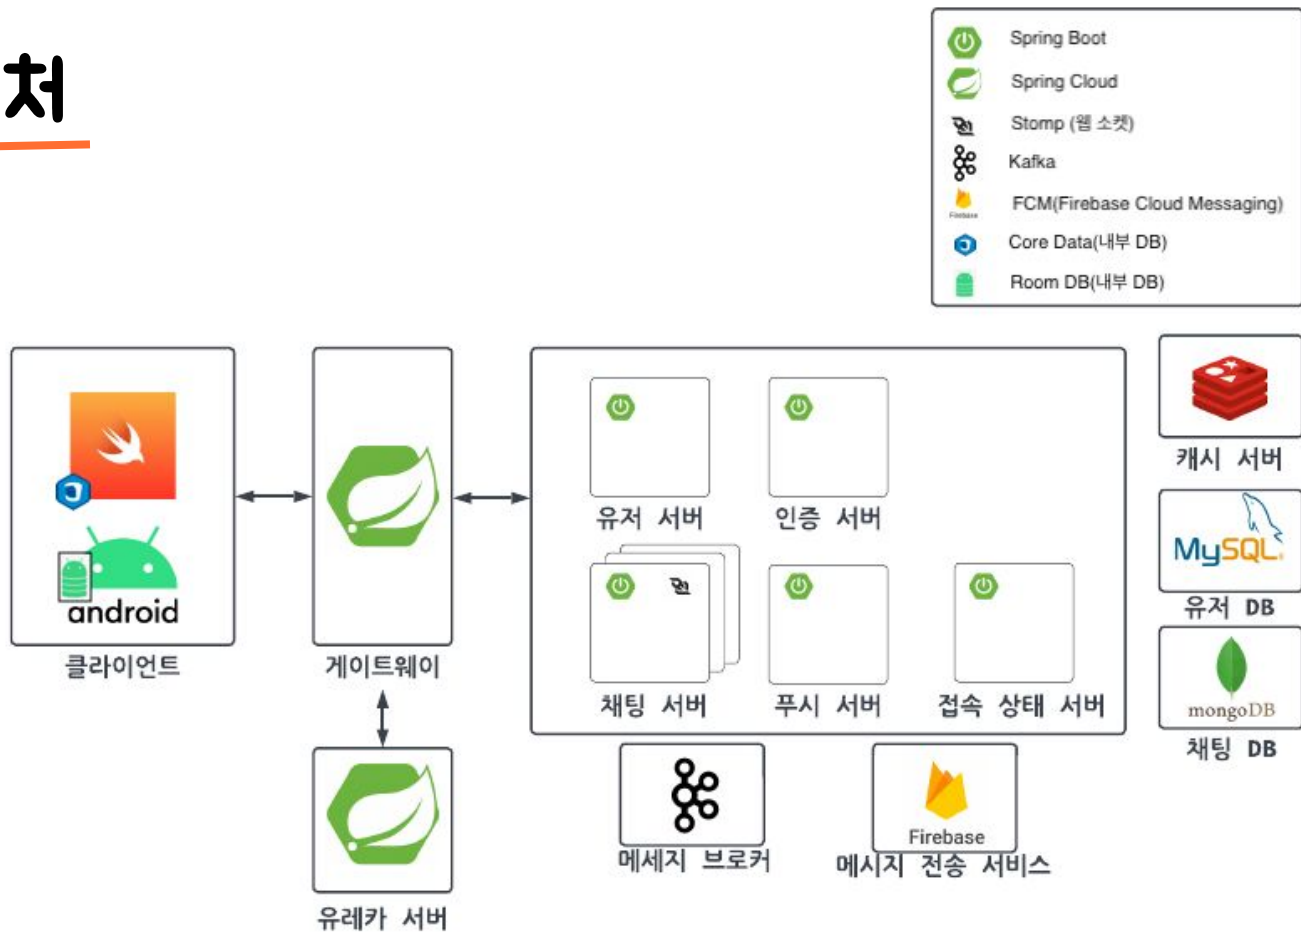 처
Spring Boot
Spring Cloud
Stomp (웹 소켓)
Kafka
Firebase
FCM(Firebase Cloud Messaging)
Core Data(내부 DB)
Room DB(내부 DB)
android
클라이언트
게이트웨이
유레카 서버
유저 서버
인증 서버
채팅 서버
푸시 서버
접속 상태 서버
메세지 브로커
Firebase
메시지 전송 서비스
캐시 서버
MySQL
유저 DB
mongoDB
채팅 DB